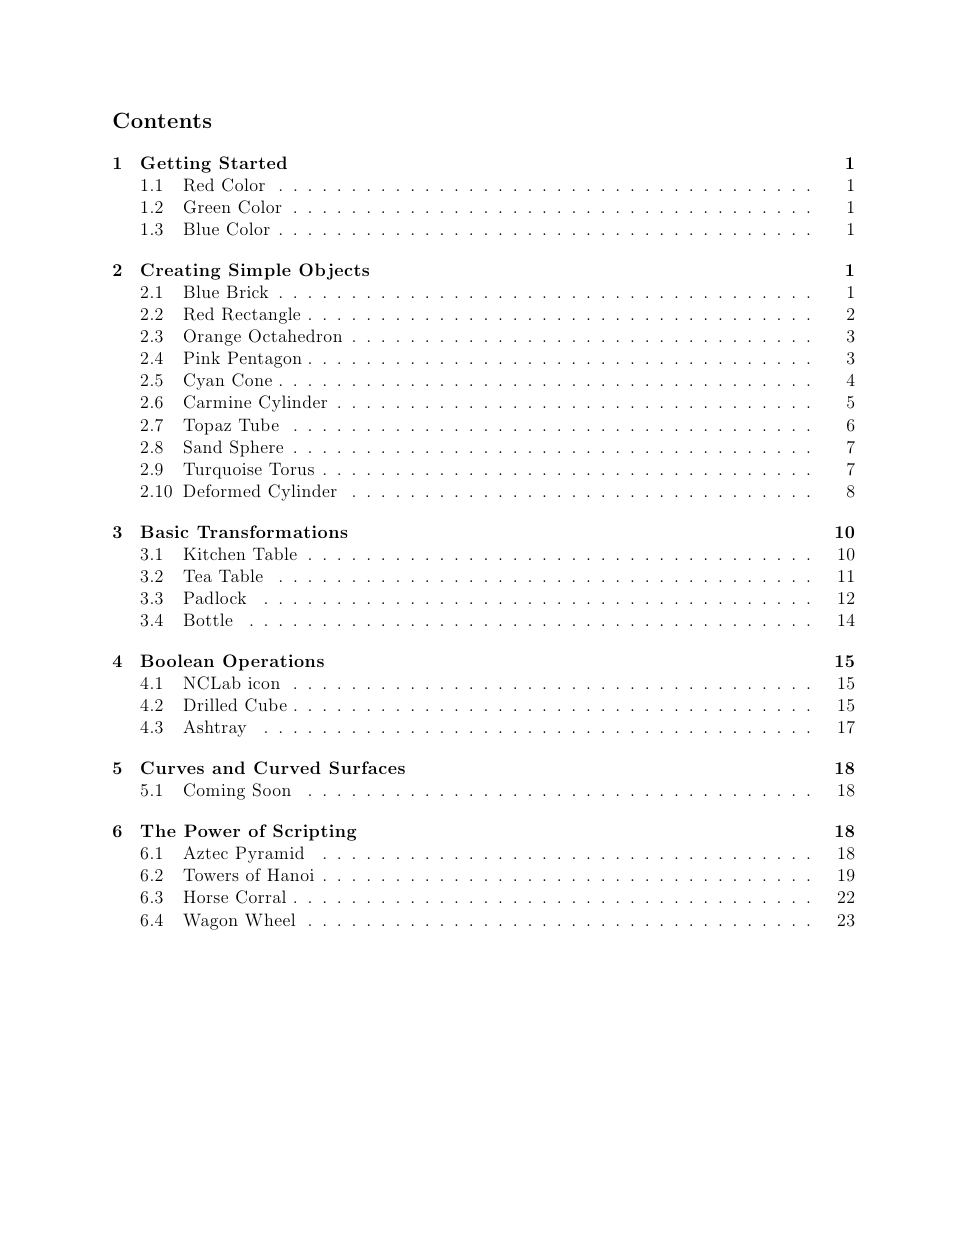 Contents
1 Getting Started 1
1.1 Red Color . . . . . . . . . . . . . . . . . . . . . . . . . . . . . . . . . . . . . 1
1.2 Green Color . . . . . . . . . . . . . . . . . . . . . . . . . . . . . . . . . . . . 1
1.3 Blue Color . . . . . . . . . . . . . . . . . . . . . . . . . . . . . . . . . . . . . 1
2 Creating Simple Objects 1
2.1 Blue Brick . . . . . . . . . . . . . . . . . . . . . . . . . . . . . . . . . . . . . 1
2.2 Red Rectangle . . . . . . . . . . . . . . . . . . . . . . . . . . . . . . . . . . . 2
2.3 Orange Octahedron . . . . . . . . . . . . . . . . . . . . . . . . . . . . . . . . 3
2.4 Pink Pentagon . . . . . . . . . . . . . . . . . . . . . . . . . . . . . . . . . . . 3
2.5 Cyan Cone . . . . . . . . . . . . . . . . . . . . . . . . . . . . . . . . . . . . . 4
2.6 Carmine Cylinder . . . . . . . . . . . . . . . . . . . . . . . . . . . . . . . . . 5
2.7 Topaz Tube . . . . . . . . . . . . . . . . . . . . . . . . . . . . . . . . . . . . 6
2.8 Sand Sphere . . . . . . . . . . . . . . . . . . . . . . . . . . . . . . . . . . . . 7
2.9 Turquoise Torus . . . . . . . . . . . . . . . . . . . . . . . . . . . . . . . . . . 7
2.10 Deformed Cylinder . . . . . . . . . . . . . . . . . . . . . . . . . . . . . . . . 8
3 Basic Transformations 10
3.1 Kitchen Table . . . . . . . . . . . . . . . . . . . . . . . . . . . . . . . . . . . 10
3.2 Tea Table . . . . . . . . . . . . . . . . . . . . . . . . . . . . . . . . . . . . . 11
3.3 Padlock . . . . . . . . . . . . . . . . . . . . . . . . . . . . . . . . . . . . . . 12
3.4 Bottle . . . . . . . . . . . . . . . . . . . . . . . . . . . . . . . . . . . . . . . 14
4 Boolean Operations 15
4.1 NCLab icon . . . . . . . . . . . . . . . . . . . . . . . . . . . . . . . . . . . . 15
4.2 Drilled Cube . . . . . . . . . . . . . . . . . . . . . . . . . . . . . . . . . . . . 15
4.3 Ashtray . . . . . . . . . . . . . . . . . . . . . . . . . . . . . . . . . . . . . . 17
5 Curves and Curved Surfaces 18
5.1 Coming Soon . . . . . . . . . . . . . . . . . . . . . . . . . . . . . . . . . . . 18
6 The Power of Scripting 18
6.1 Aztec Pyramid . . . . . . . . . . . . . . . . . . . . . . . . . . . . . . . . . . 18
6.2 Towers of Hanoi . . . . . . . . . . . . . . . . . . . . . . . . . . . . . . . . . . 19
6.3 Horse Corral . . . . . . . . . . . . . . . . . . . . . . . . . . . . . . . . . . . . 22
6.4 Wagon Wheel . . . . . . . . . . . . . . . . . . . . . . . . . . . . . . . . . . . 23